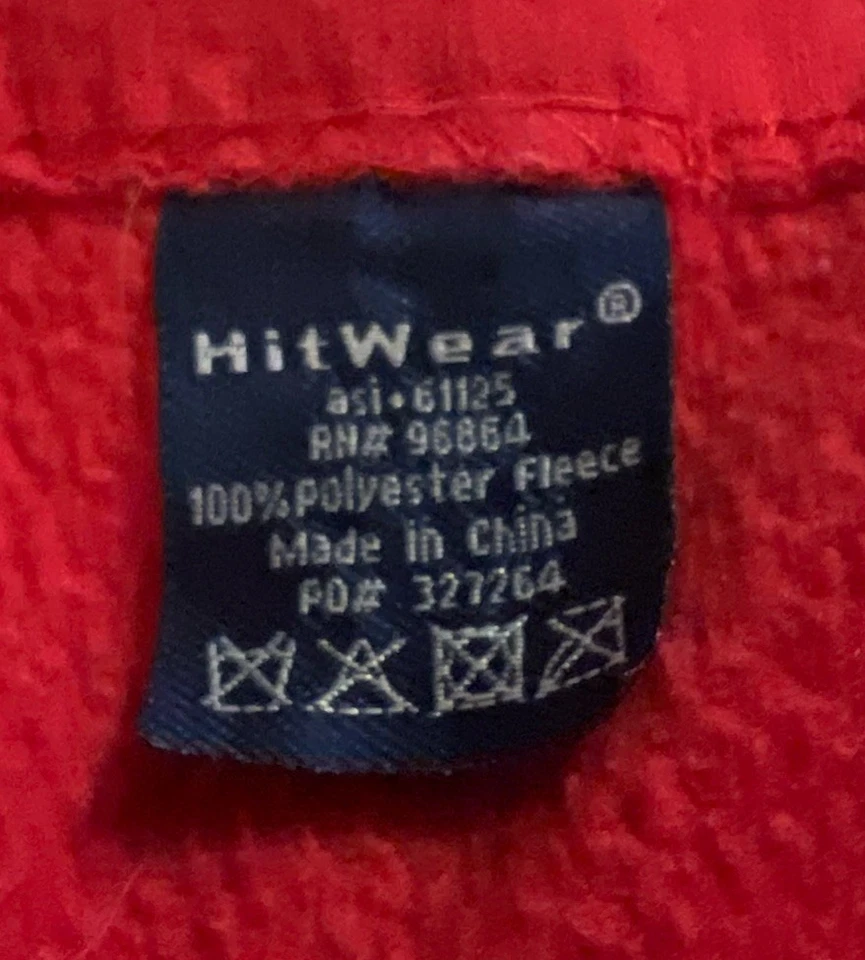 HitWear®
asi•61125
RN# 96864
100% Polyester Fleece
Made in China
PO# 327264